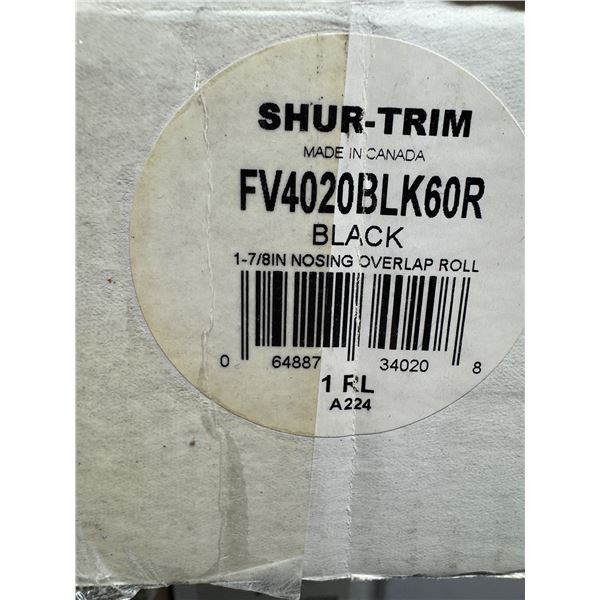 SHUR-TRIM
MADE IN CANADA
FV4020BLK60R
BLACK
1-7/8IN NOSING OVERLAP ROLL
0 64887 34020 8
1 RL
A224